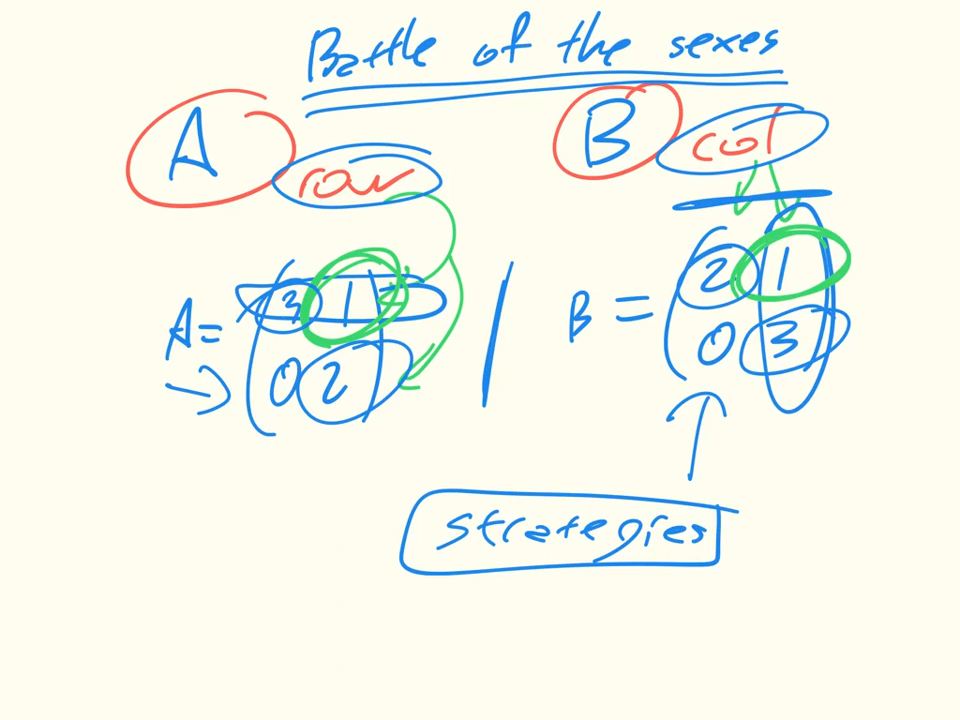 Battle of the sexes
A row B col
A = (3 1
0 2)
B = (2 1
0 3
strategies